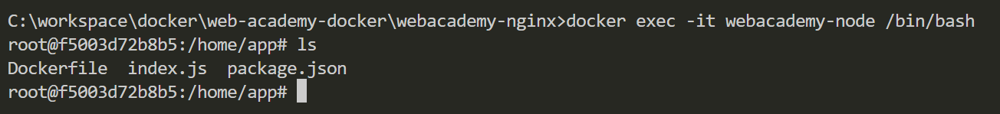 C:\workspace\docker\web-academy-docker\webacademy-nginx>docker exec -it webacademy-node /bin/bash
root@f5003d72b8b5:/home/app# ls
Dockerfile  index.js  package.json
root@f5003d72b8b5:/home/app#